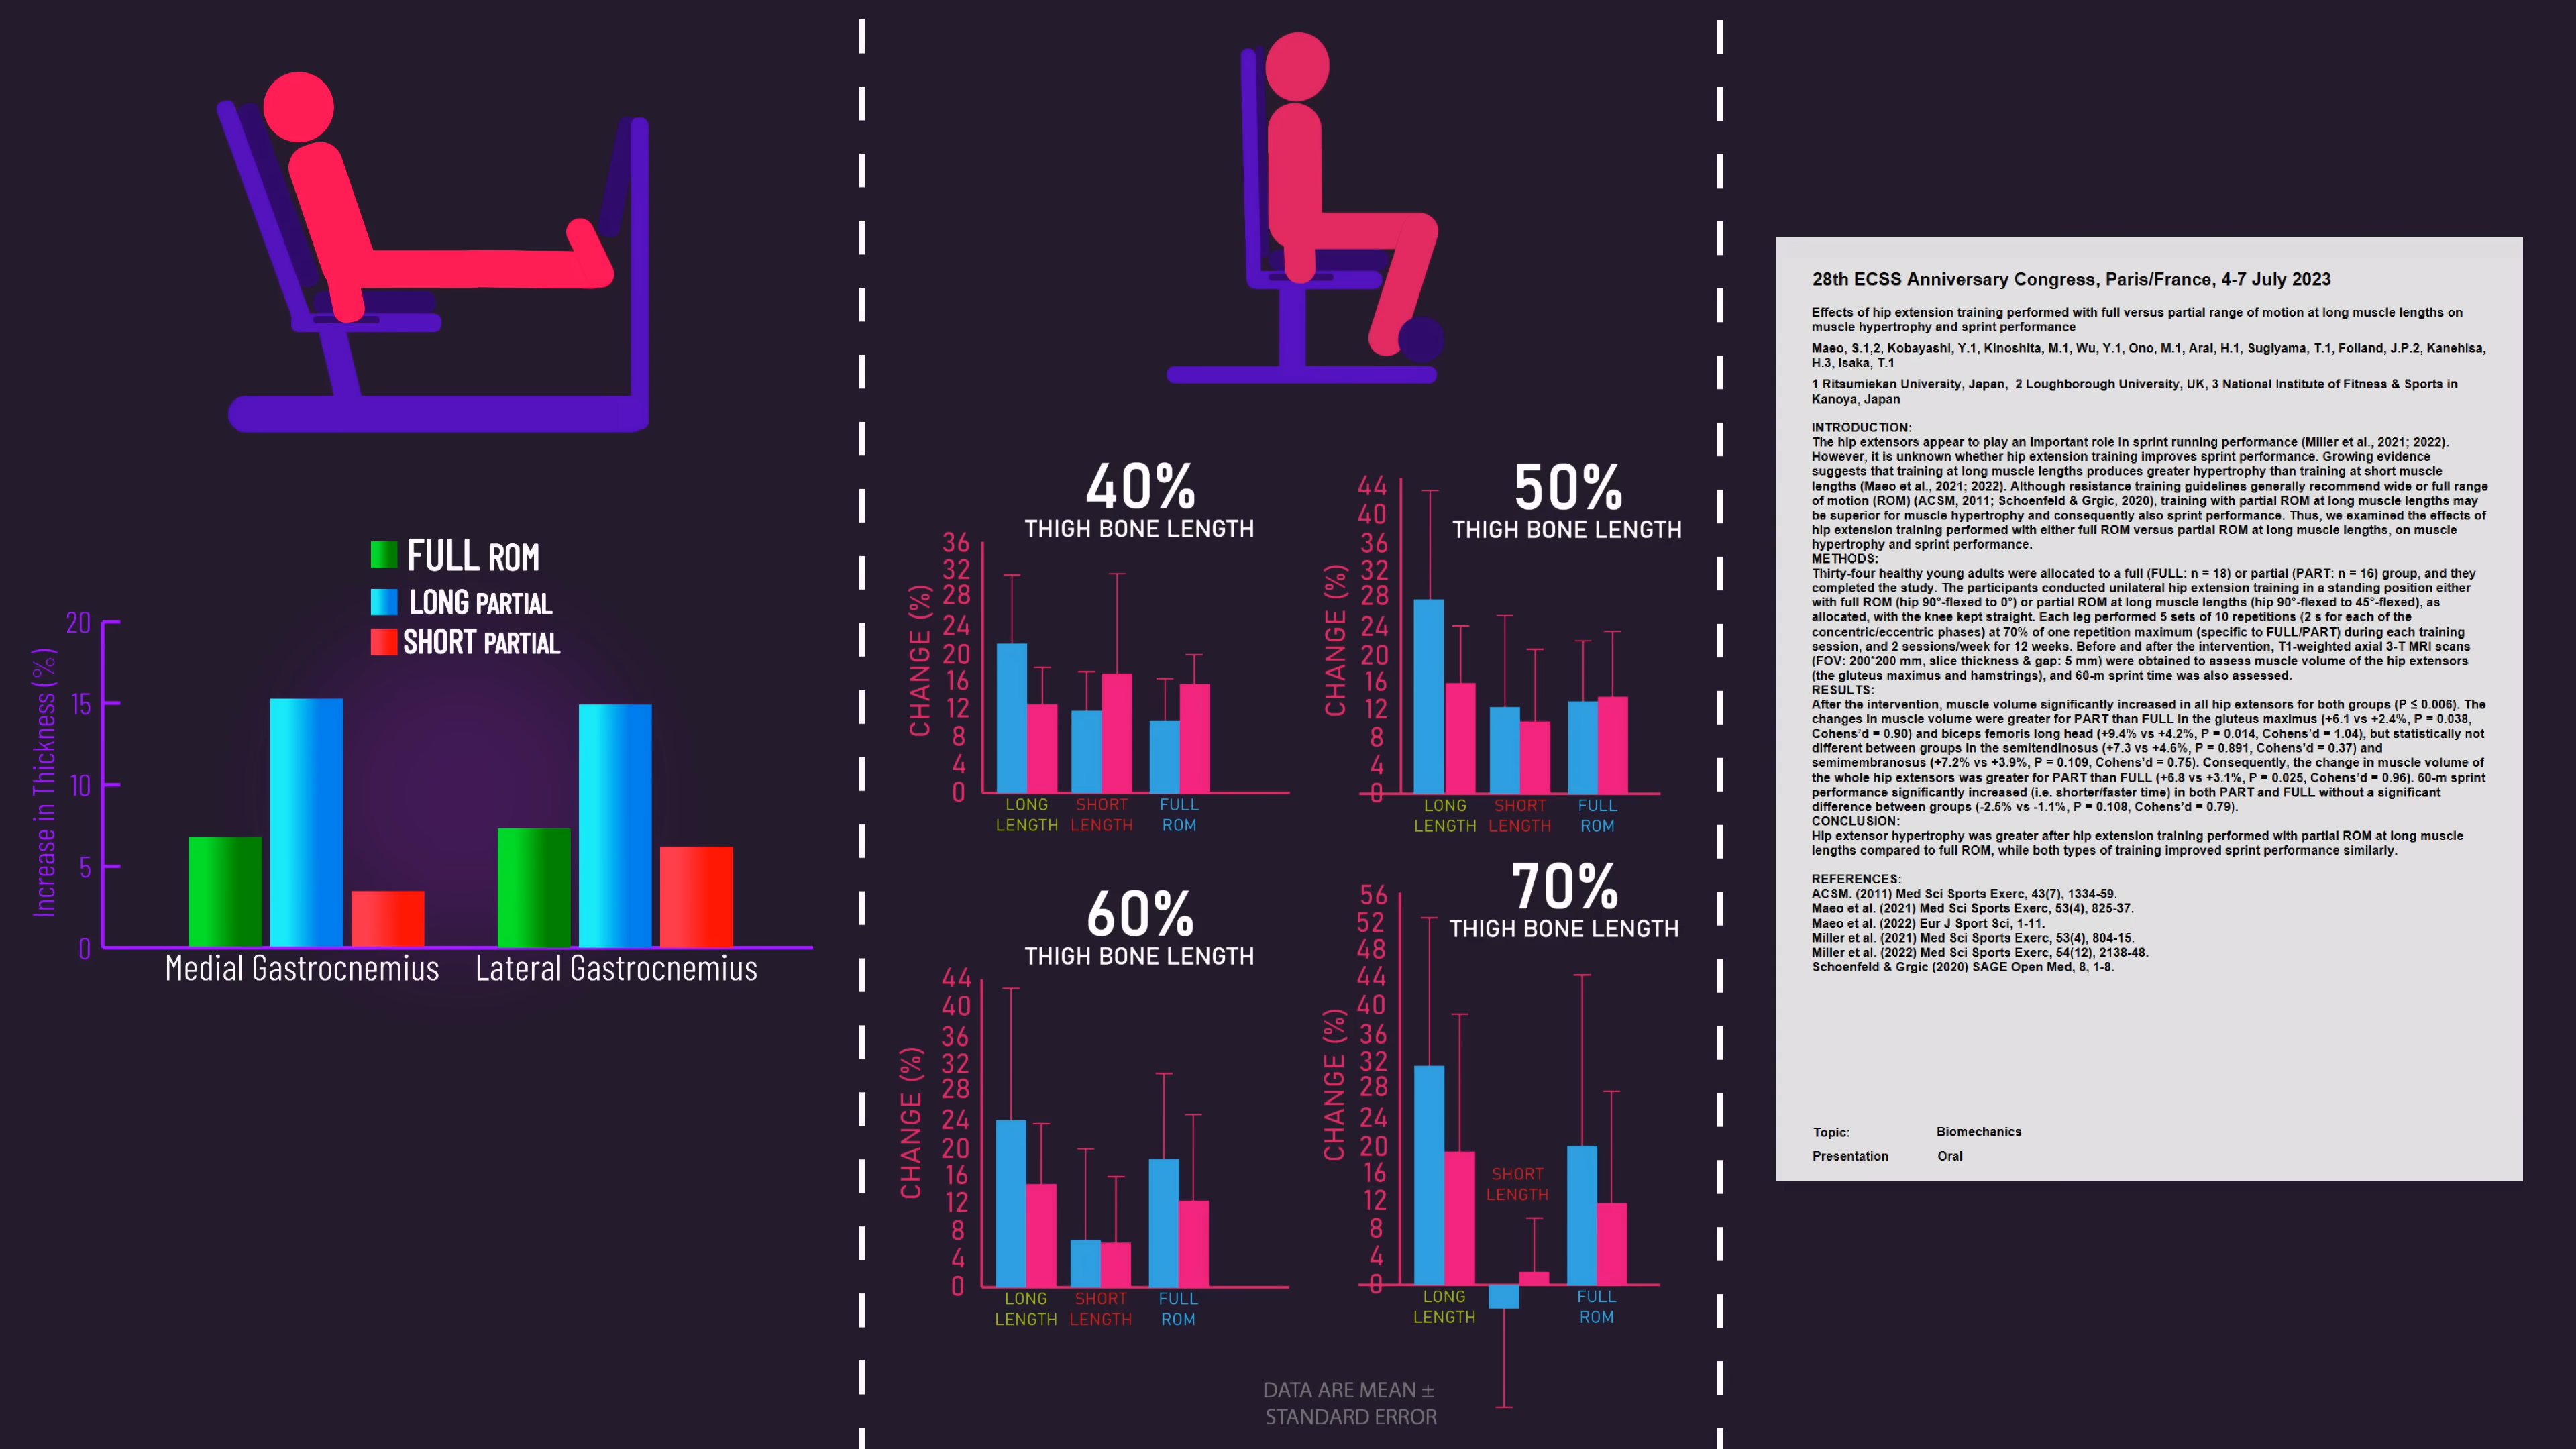 FULL ROM
LONG PARTIAL
SHORT PARTIAL
Increase in Thickness (%)
20
15
10
5
0
Medial Gastrocnemius
Lateral Gastrocnemius
40%
THIGH BONE LENGTH
CHANGE (%)
36
32
28
24
20
16
12
8
4
0
LONG LENGTH
SHORT LENGTH
FULL ROM
50%
THIGH BONE LENGTH
CHANGE (%)
44
40
36
32
28
24
20
16
12
8
4
0
LONG LENGTH
SHORT LENGTH
FULL ROM
60%
THIGH BONE LENGTH
CHANGE (%)
44
40
36
32
28
24
20
16
12
8
4
0
LONG LENGTH
SHORT LENGTH
FULL ROM
70%
THIGH BONE LENGTH
CHANGE (%)
56
52
48
44
40
36
32
28
24
20
16
12
8
4
0
LONG LENGTH
SHORT LENGTH
FULL ROM
DATA ARE MEAN ±
STANDARD ERROR
28th ECSS Anniversary Congress, Paris/France, 4-7 July 2023
Effects of hip extension training performed with full versus partial range of motion at long muscle lengths on
muscle hypertrophy and sprint performance
Maeo, S.1,2, Kobayashi, Y.1, Kinoshita, M.1, Wu, Y.1, Ono, M.1, Arai, H.1, Sugiyama, T.1, Folland, J.P.2, Kanehisa,
H.3, Isaka, T.1
1 Ritsumiekan University, Japan, 2 Loughborough University, UK, 3 National Institute of Fitness & Sports in
Kanoya, Japan
INTRODUCTION:
The hip extensors appear to play an important role in sprint running performance (Miller et al., 2021; 2022).
However, it is unknown whether hip extension training improves sprint performance. Growing evidence
suggests that training at long muscle lengths produces greater hypertrophy than training at short muscle
lengths (Maeo et al., 2021; 2022). Although resistance training guidelines generally recommend wide or full range
of motion (ROM) (ACSM, 2011; Schoenfeld & Grgic, 2020), training with partial ROM at long muscle lengths may
be superior for muscle hypertrophy and consequently also sprint performance. Thus, we examined the effects of
hip extension training performed with either full ROM versus partial ROM at long muscle lengths, on muscle
hypertrophy and sprint performance.
METHODS:
Thirty-four healthy young adults were allocated to a full (FULL: n = 18) or partial (PART: n = 16) group, and they
completed the study. The participants conducted unilateral hip extension training in a standing position either
with full ROM (hip 90°-flexed to 0°) or partial ROM at long muscle lengths (hip 90°-flexed to 45°-flexed), as
allocated, with the knee kept straight. Each leg performed 5 sets of 10 repetitions (2 s for each of the
concentric/eccentric phases) at 70% of one repetition maximum (specific to FULL/PART) during each training
session, and 2 sessions/week for 12 weeks. Before and after the intervention, T1-weighted axial 3-T MRI scans
(FOV: 200*200 mm, slice thickness & gap: 5 mm) were obtained to assess muscle volume of the hip extensors
(the gluteus maximus and hamstrings), and 60-m sprint time was also assessed.
RESULTS:
After the intervention, muscle volume significantly increased in all hip extensors for both groups (P ≤ 0.006). The
changes in muscle volume were greater for PART than FULL in the gluteus maximus (+6.1 vs +2.4%, P = 0.038,
Cohens'd = 0.90) and biceps femoris long head (+9.4% vs +4.2%, P = 0.014, Cohens'd = 1.04), but statistically not
different between groups in the semitendinosus (+7.3 vs +4.6%, P = 0.891, Cohens'd = 0.37) and
semimembranosus (+7.2% vs +3.9%, P = 0.109, Cohens'd = 0.75). Consequently, the change in muscle volume of
the whole hip extensors was greater for PART than FULL (+6.8 vs +3.1%, P = 0.025, Cohens'd = 0.96). 60-m sprint
performance significantly increased (i.e. shorter/faster time) in both PART and FULL without a significant
difference between groups (-2.5% vs -1.1%, P = 0.108, Cohens'd = 0.79).
CONCLUSION:
Hip extensor hypertrophy was greater after hip extension training performed with partial ROM at long muscle
lengths compared to full ROM, while both types of training improved sprint performance similarly.
REFERENCES:
ACSM. (2011) Med Sci Sports Exerc, 43(7), 1334-59.
Maeo et al. (2021) Med Sci Sports Exerc, 53(4), 825-37.
Maeo et al. (2022) Eur J Sport Sci, 1-11.
Miller et al. (2021) Med Sci Sports Exerc, 53(4), 804-15.
Miller et al. (2022) Med Sci Sports Exerc, 54(12), 2138-48.
Schoenfeld & Grgic (2020) SAGE Open Med, 8, 1-8.
Topic: Biomechanics
Presentation Oral